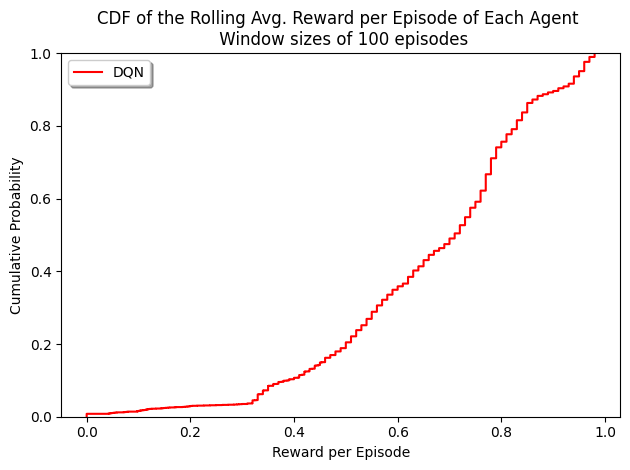 CDF of the Rolling Avg. Reward per Episode of Each Agent
Window sizes of 100 episodes
DQN
1.0
0.8
0.6
0.4
0.2
0.0
Cumulative Probability
0.0 0.2 0.4 0.6 0.8 1.0
Reward per Episode